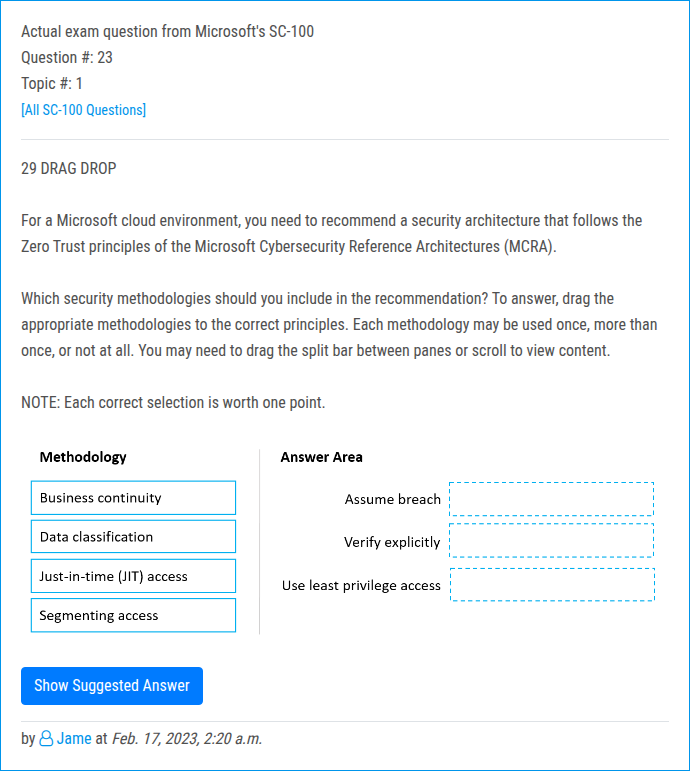 Actual exam question from Microsoft's SC-100
Question #: 23
Topic #: 1
[All SC-100 Questions]
29 DRAG DROP
For a Microsoft cloud environment, you need to recommend a security architecture that follows the
Zero Trust principles of the Microsoft Cybersecurity Reference Architectures (MCRA).
Which security methodologies should you include in the recommendation? To answer, drag the
appropriate methodologies to the correct principles. Each methodology may be used once, more than
once, or not at all. You may need to drag the split bar between panes or scroll to view content.
NOTE: Each correct selection is worth one point.
Methodology
Business continuity
Data classification
Just-in-time (JIT) access
Segmenting access
Answer Area
Assume breach
Verify explicitly
Use least privilege access
Show Suggested Answer
by Jame at Feb. 17, 2023, 2:20 a.m.